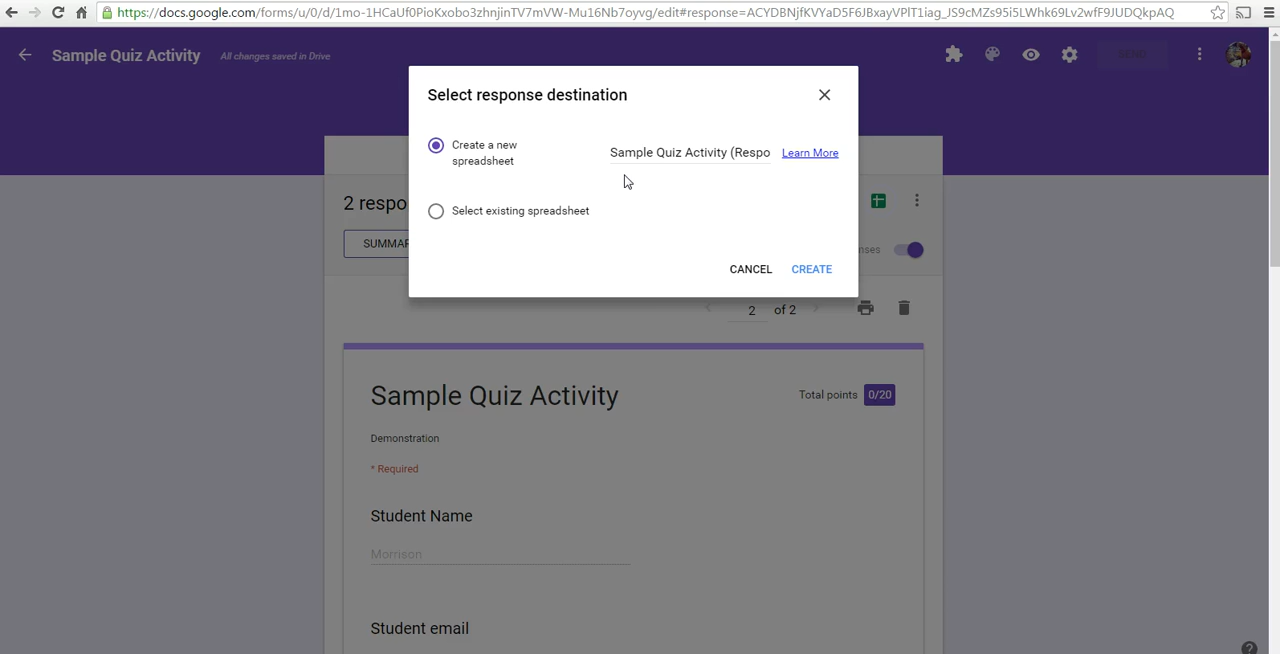 https://docs.google.com/forms/u/0/d/1mo-1HCaUf0PioKxobo3zhnjinTV7mVW-Mu16Nb7oyvg/edit#response=ACYDBNjfKVYaD5F6JBxayVPlT1iag_JS9cMZs95i5LWhk69Lv2wfF9JUDQkpAQ
Sample Quiz Activity All changes saved in Drive SEND
Select response destination
Create a new
spreadsheet
Sample Quiz Activity (Respo Learn More
2 respo
Select existing spreadsheet
SUMMAR
nses
CANCEL CREATE
2 of 2
Sample Quiz Activity
Total points 0/20
Demonstration
* Required
Student Name
Morrison
Student email